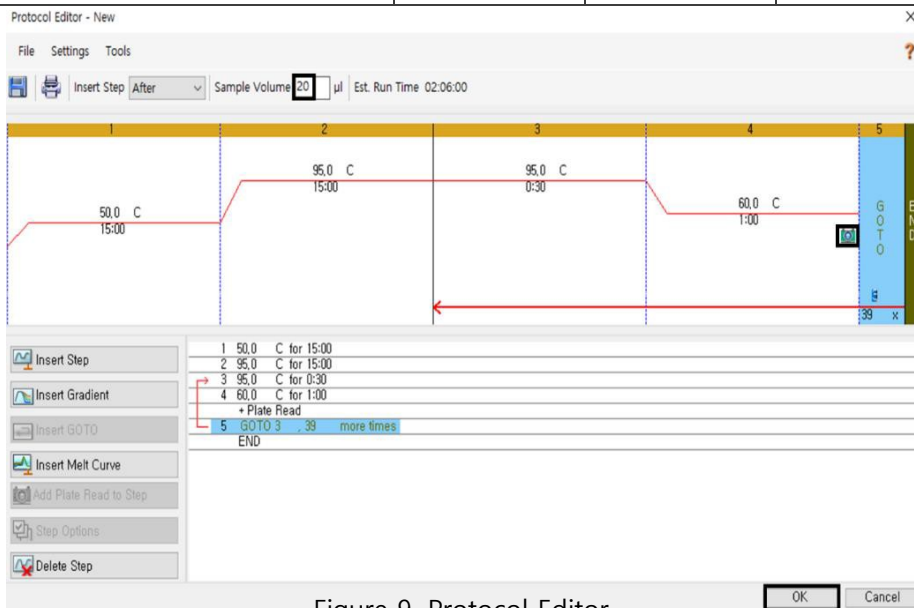 Protocol Editor - New
File Settings Tools ?
Insert Step After Sample Volume 20 µl Est. Run Time 02:06:00
1 2 3 4 5
50,0 C
15:00
95,0 C
15:00
95,0 C
0:30
60,0 C
1:00
GOTO
39 x
END
Insert Step
Insert Gradient
Insert GOTO
Insert Melt Curve
Add Plate Read to Step
Step Options
Delete Step
1 50,0 C for 15:00
2 95,0 C for 15:00
3 95,0 C for 0:30
4 60,0 C for 1:00
+ Plate Read
5 GOTO 3 , 39 more times
END
OK Cancel
Figure 9. Protocol Editor